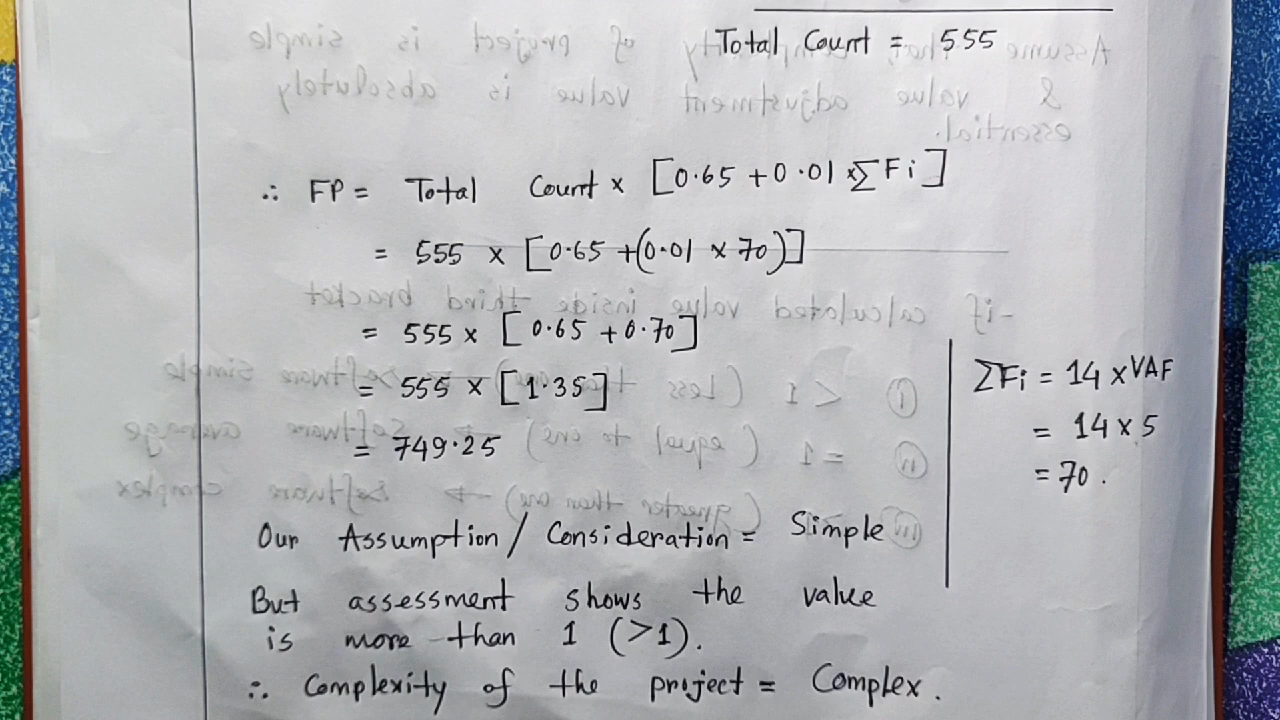 Total Count = 555
∴ FP = Total Count × [0.65 + 0.01 × ΣFi]
= 555 × [0.65 + (0.01 × 70)]
= 555 × [0.65 + 0.70]
= 555 × [1.35]
= 749.25
ΣFi = 14 × VAF
= 14 × 5
= 70.
Our Assumption / Consideration = Simple
But assessment shows the value
is more than 1 (>1).
∴ Complexity of the project = Complex.